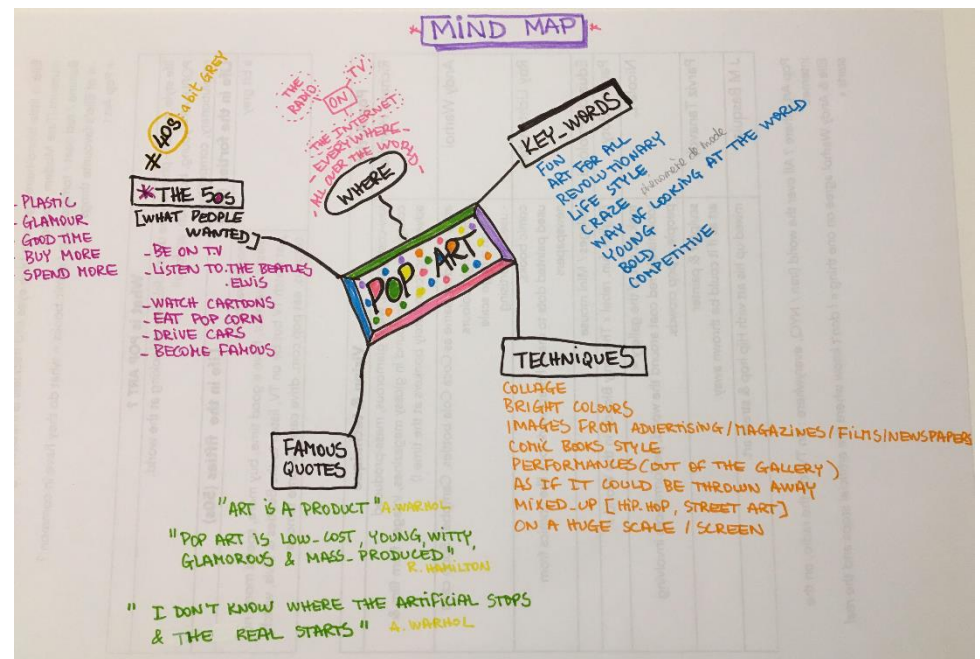 MIND MAP
* 40S : a bit GREY
* THE 50s
[WHAT PEOPLE
WANTED]
- PLASTIC
- GLAMOUR
- GOOD TIME
- BUY MORE
- SPEND MORE
- BE ON TV
- LISTEN TO . THE BEATLES
. ELVIS
- WATCH CARTOONS
- EAT POP CORN
- DRIVE CARS
- BECOME FAMOUS
THE RADIO
TV
ON
. THE INTERNET
- EVERYWHERE -
. ALL OVER THE WORLD
WHERE
KEY_WORDS
FUN
ART FOR ALL
REVOLUTIONARY
LIFE STYLE
CRAZE phénomène de mode
WAY OF LOOKING AT THE WORLD
YOUNG
BOLD
COMPETITIVE
POP ART
TECHNIQUES
COLLAGE
BRIGHT COLOURS
IMAGES FROM ADVERTISING/MAGAZINES/FILMS/NEWSPAPERS
COMIC BOOKS STYLE
PERFORMANCES (OUT OF THE GALLERY)
AS IF IT COULD BE THROWN AWAY
MIXED_UP [HIP.HOP, STREET ART]
ON A HUGE SCALE / SCREEN
FAMOUS
QUOTES
"ART IS A PRODUCT" A.WARHOL
"POP ART IS LOW_COST, YOUNG, WITTY,
GLAMOROUS & MASS_PRODUCED"
R. HAMILTON
" I DON'T KNOW WHERE THE ARTIFICIAL STOPS
& THE REAL STARTS " A. WARHOL